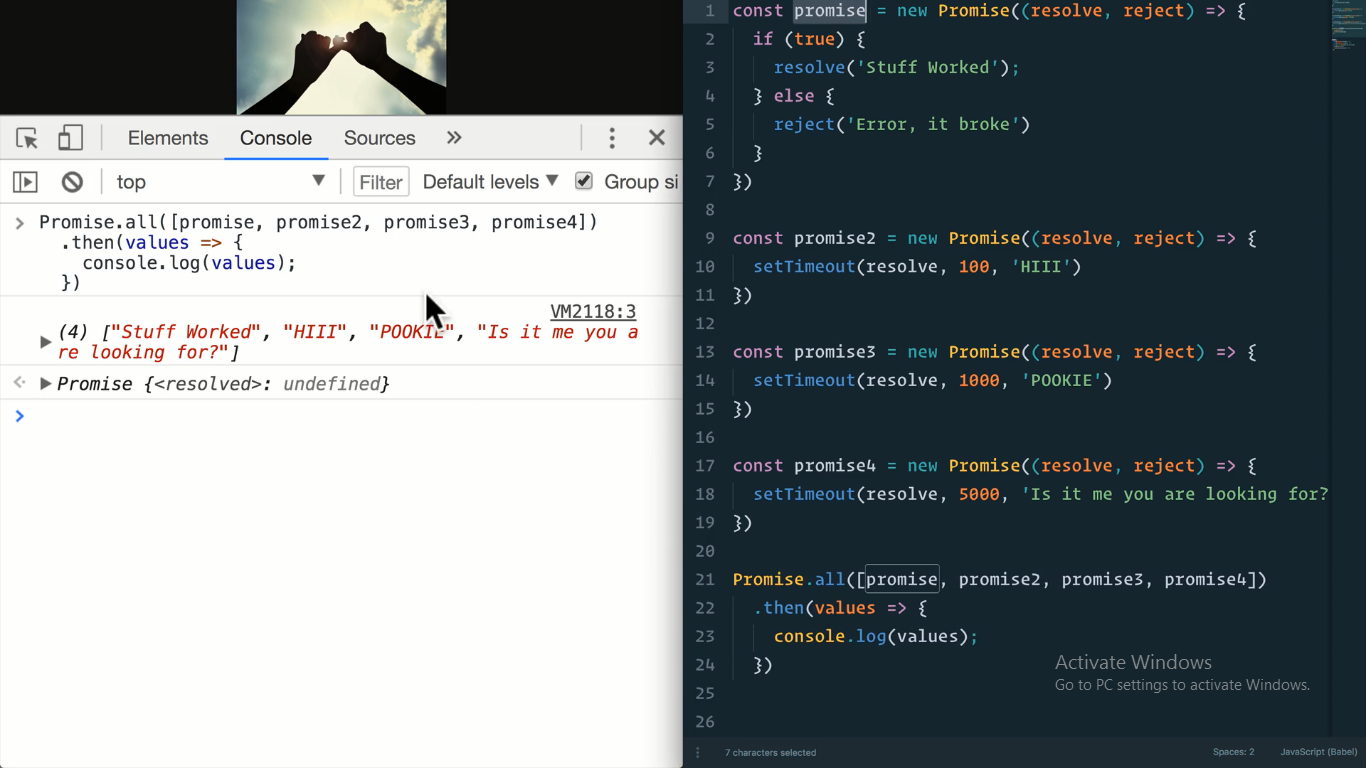 Elements Console Sources
top Filter Default levels Group si
Promise.all([promise, promise2, promise3, promise4])
.then(values => {
console.log(values);
})
VM2118:3
(4) ["Stuff Worked", "HIII", "POOKIE", "Is it me you a
re looking for?"]
Promise {<resolved>: undefined}
1 const promise = new Promise((resolve, reject) => {
2 if (true) {
3 resolve('Stuff Worked');
4 } else {
5 reject('Error, it broke')
6 }
7 })
8
9 const promise2 = new Promise((resolve, reject) => {
10 setTimeout(resolve, 100, 'HIII')
11 })
12
13 const promise3 = new Promise((resolve, reject) => {
14 setTimeout(resolve, 1000, 'POOKIE')
15 })
16
17 const promise4 = new Promise((resolve, reject) => {
18 setTimeout(resolve, 5000, 'Is it me you are looking for?
19 })
20
21 Promise.all([promise, promise2, promise3, promise4])
22 .then(values => {
23 console.log(values);
24 })
25
26
Activate Windows
Go to PC settings to activate Windows.
7 characters selected Spaces: 2 JavaScript (Babel)